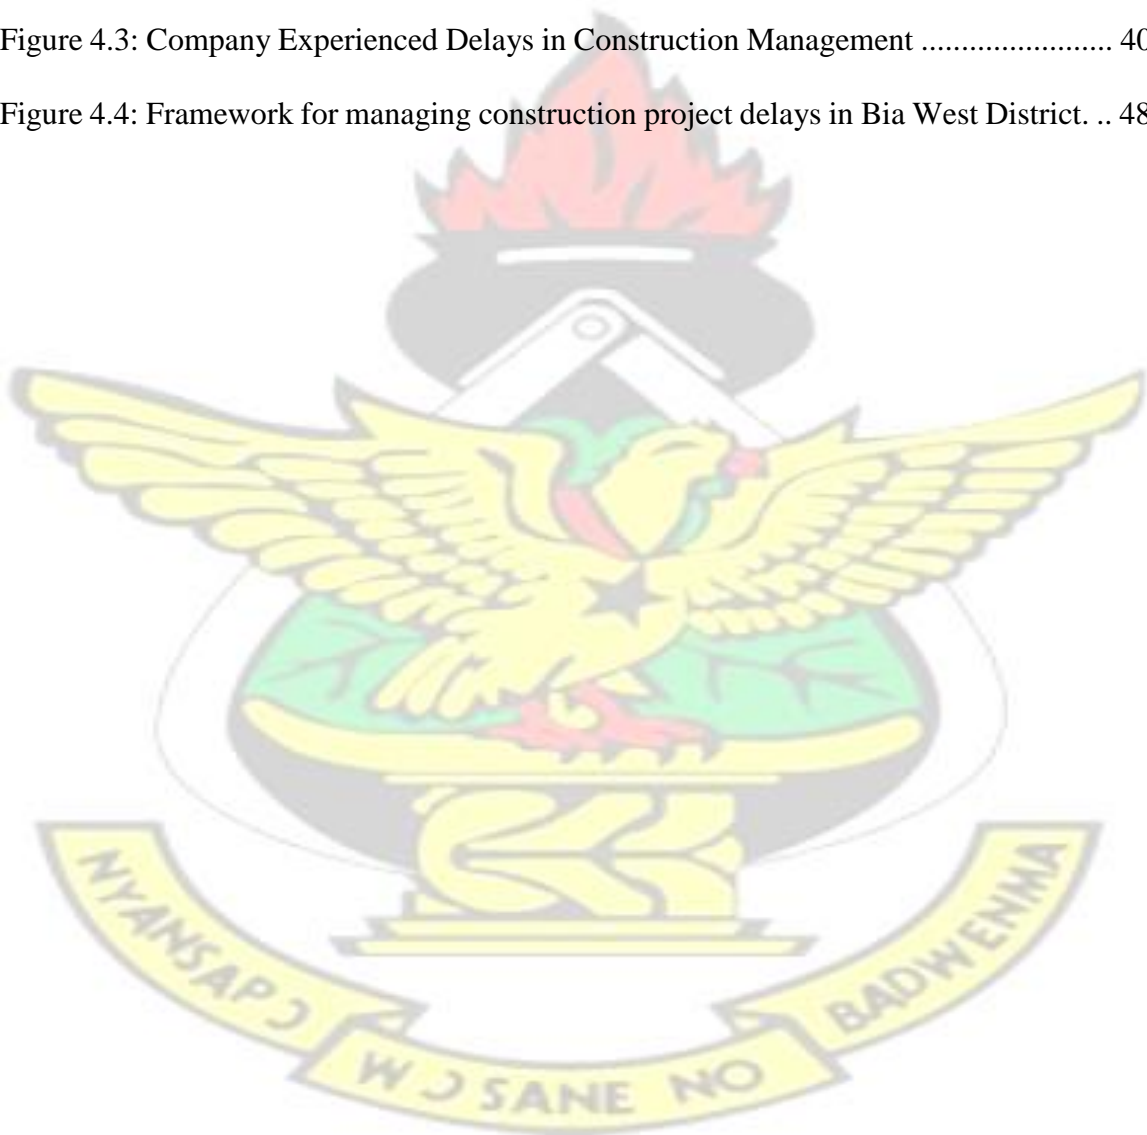 Figure 4.3: Company Experienced Delays in Construction Management ....................... 40
Figure 4.4: Framework for managing construction project delays in Bia West District. .. 48
NYANSAPƆ
WƆ SANE NO
BADWENMA